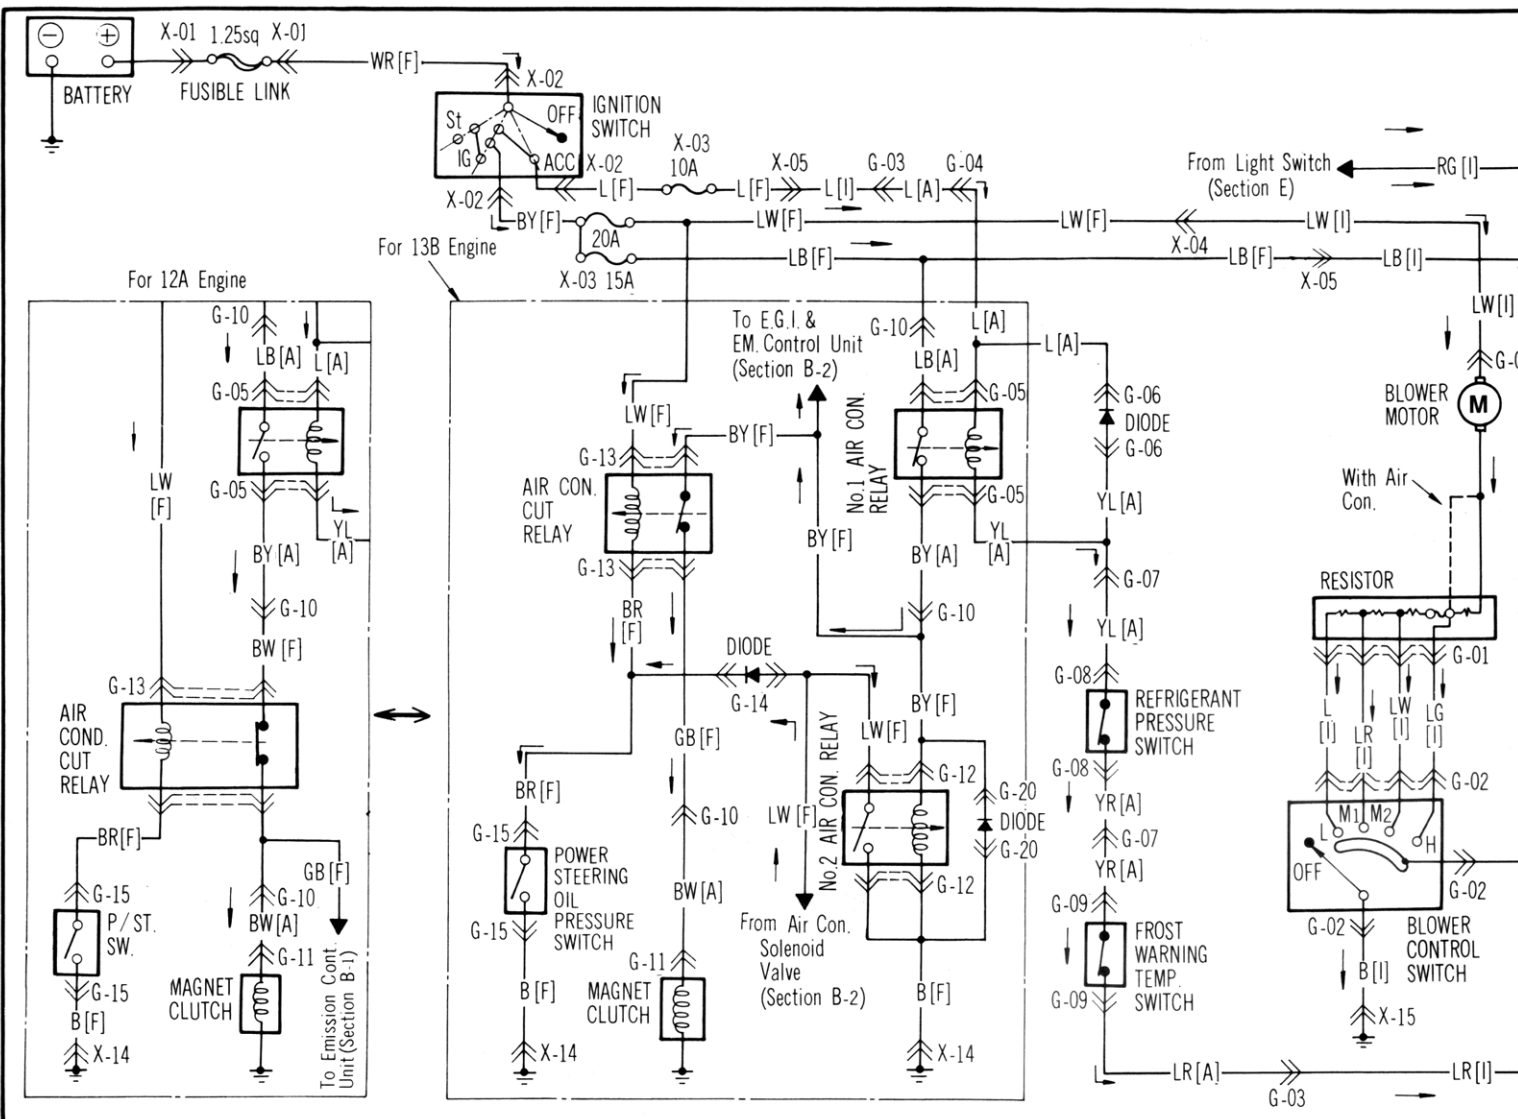 X-01 1.25sq X-01
WR[F]
BATTERY
FUSIBLE LINK
X-02
IGNITION
SWITCH
St
OFF
IG
ACC
X-02
X-02
X-03
10A
L[F]
L[F]
X-05
L[I]
G-03
L[A]
G-04
From Light Switch
(Section E)
RG[I]
BY[F]
20A
LW[F]
LW[F]
X-04
LW[I]
For 13B Engine
X-03 15A
LB[F]
LB[F]
X-05
LB[I]
For 12A Engine
G-10
LB[A]
L[A]
G-05
G-05
LW
[F]
YL
[A]
BY[A]
G-10
BW[F]
G-13
AIR
COND.
CUT
RELAY
BR[F]
GB[F]
G-15
G-10
P/ST.
SW.
BW[A]
G-11
G-15
MAGNET
CLUTCH
B[F]
X-14
To Emission Cont.
Unit(Section B-1)
To E.G.I. &
EM. Control Unit
(Section B-2)
G-10
LB[A]
L[A]
L[A]
G-05
LW[F]
BY[F]
G-13
AIR CON.
CUT
RELAY
No.1 AIR CON.
RELAY
G-05
G-13
BY[F]
BY[A]
YL
[A]
BR
[F]
G-10
DIODE
G-14
BY[F]
LW[F]
GB[F]
BR[F]
LW[F]
No.2 AIR CON. RELAY
G-12
G-20
DIODE
G-20
G-12
G-15
G-10
POWER
STEERING
OIL
PRESSURE
SWITCH
BW[A]
G-15
From Air Con.
Solenoid
Valve
(Section B-2)
G-11
B[F]
MAGNET
CLUTCH
B[F]
X-14
X-14
G-06
DIODE
G-06
YL[A]
G-07
YL[A]
G-08
REFRIGERANT
PRESSURE
SWITCH
G-08
YR[A]
G-07
YR[A]
G-09
FROST
WARNING
TEMP.
SWITCH
G-09
LR[A]
G-03
LR[I]
LW[I]
BLOWER
MOTOR
M
With Air
Con.
RESISTOR
G-01
L
[I]
LR
[I]
LW
[I]
LG
[I]
G-02
L
M1
M2
H
OFF
G-02
G-02
BLOWER
CONTROL
SWITCH
B[I]
X-15